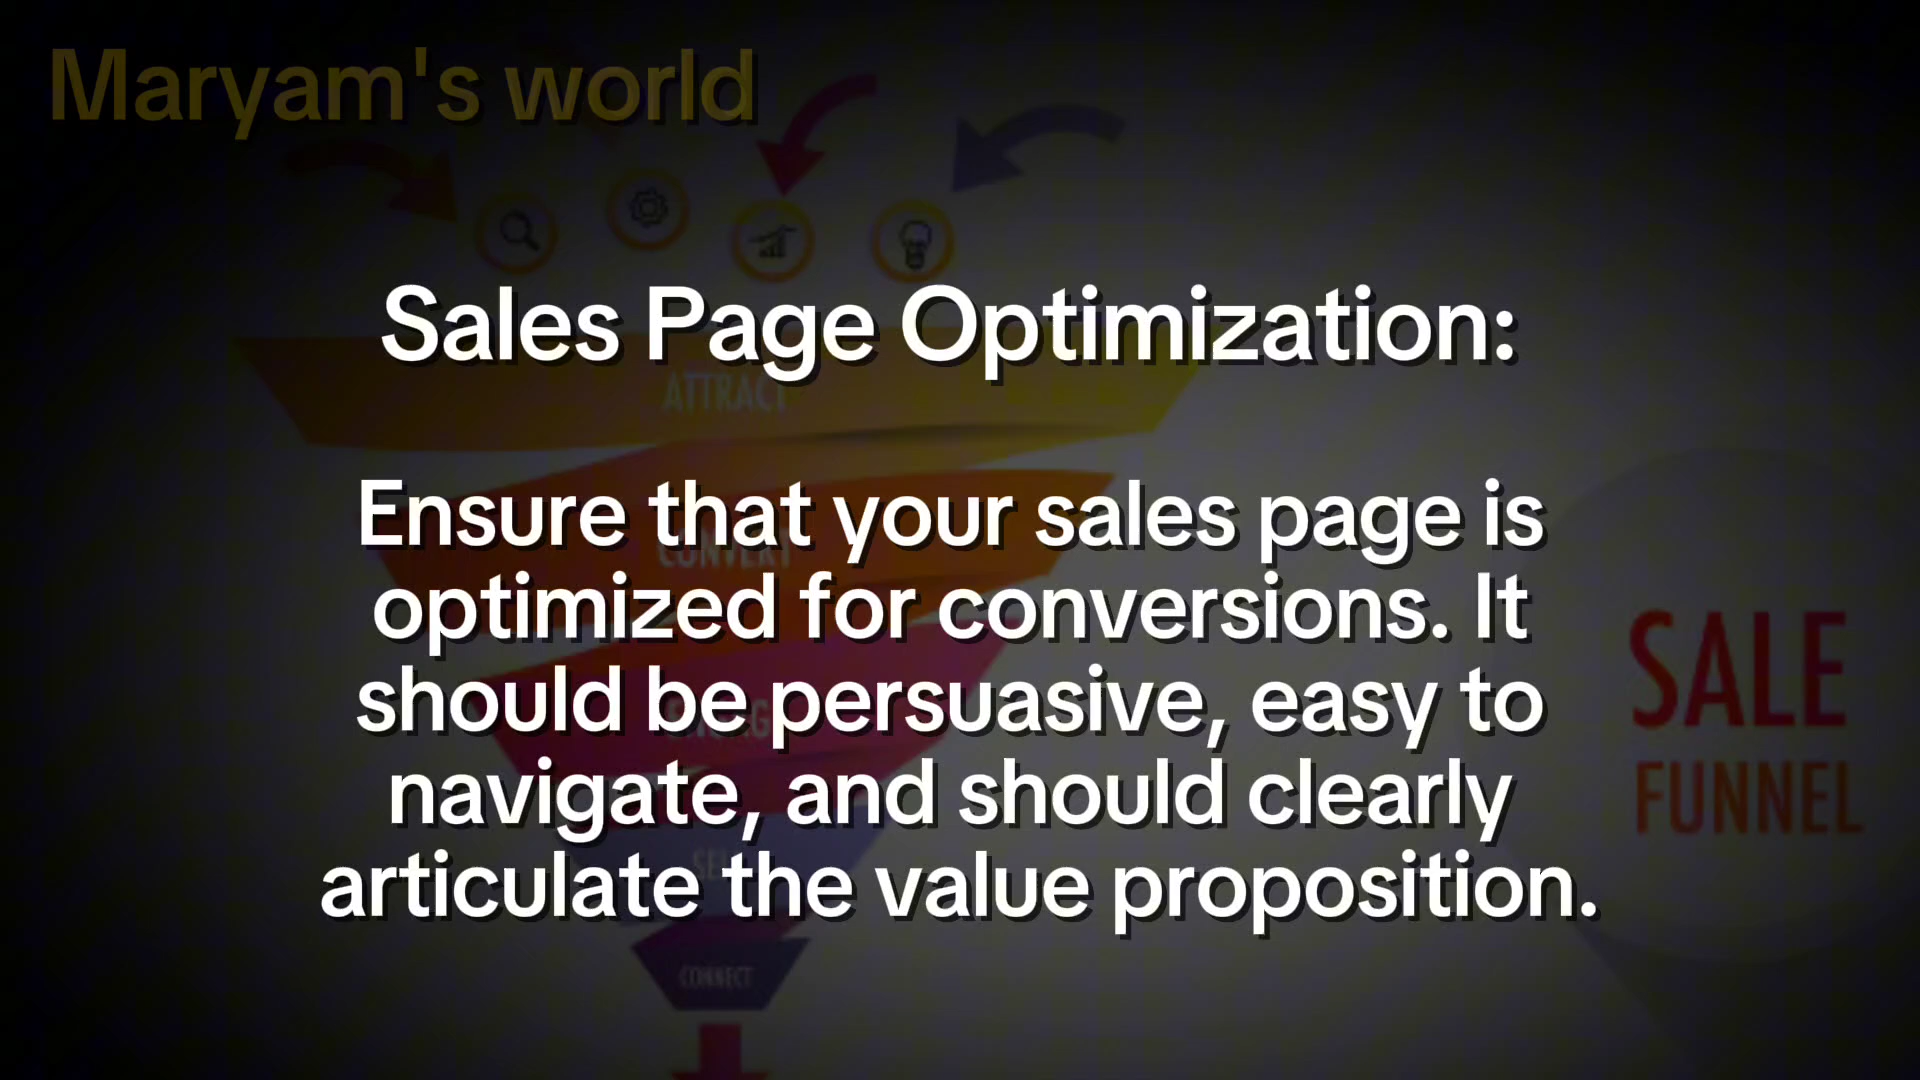 Maryam's world
Sales Page Optimization:
ATTRACT
Ensure that your sales page is
CONVERT
optimized for conversions. It
should be persuasive, easy to
navigate, and should clearly
articulate the value proposition.
SALE
FUNNEL
CONNECT